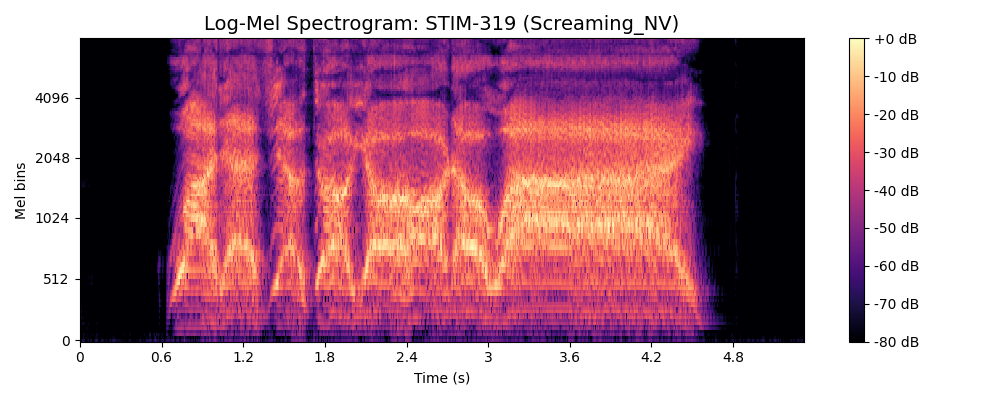 Log-Mel Spectrogram: STIM-319 (Screaming_NV)
+0 dB
-10 dB
4096
-20 dB
-30 dB
2048
-40 dB
Mel bins
1024
-50 dB
512
-60 dB
-70 dB
0
-80 dB
0 0.6 1.2 1.8 2.4 3 3.6 4.2 4.8
Time (s)